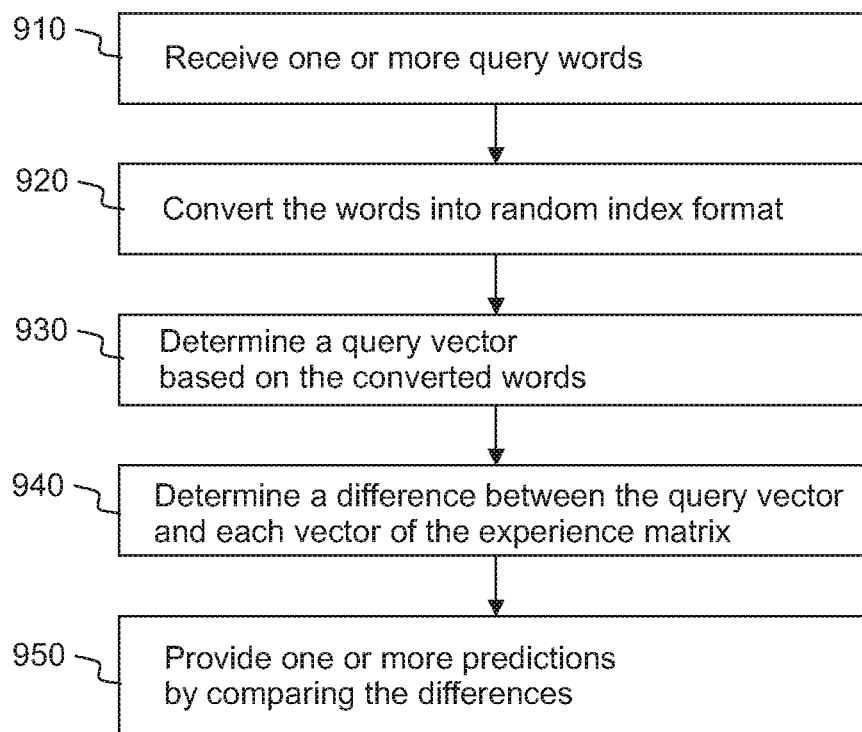 910
Receive one or more query words
920
Convert the words into random index format
930
Determine a query vector
based on the converted words
940
Determine a difference between the query vector
and each vector of the experience matrix
950
Provide one or more predictions
by comparing the differences